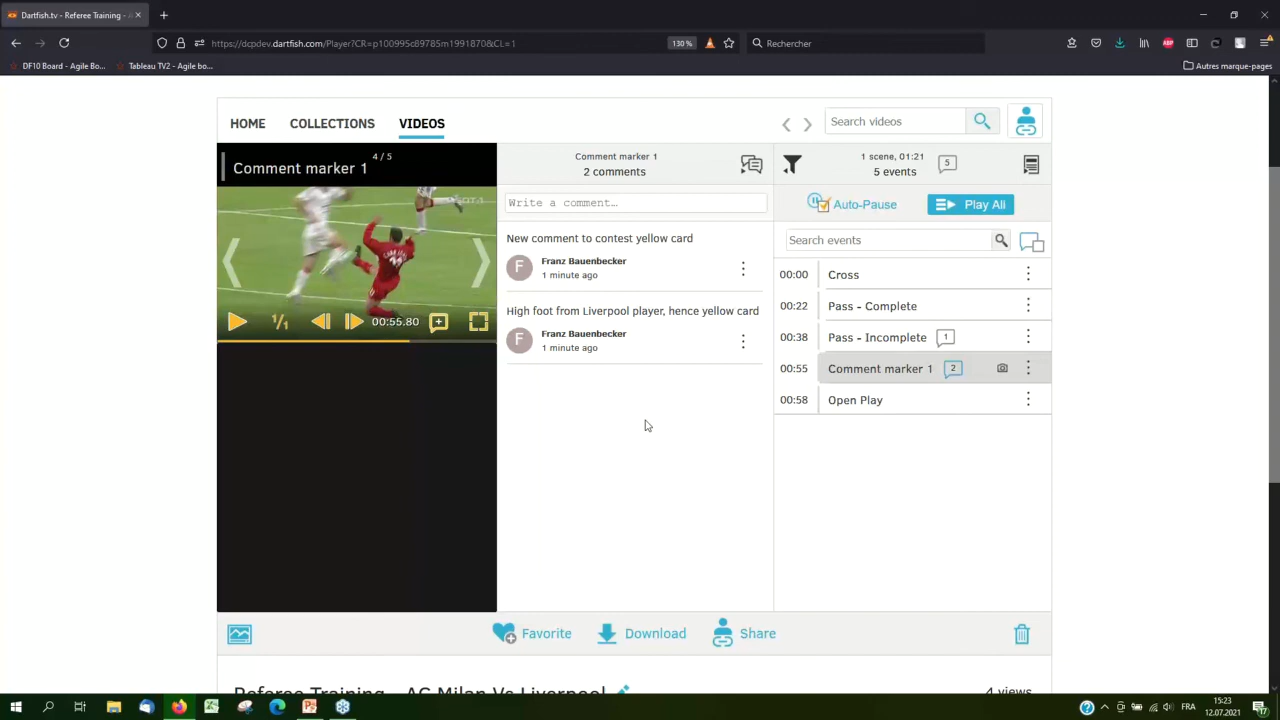 Dartfish.tv - Referee Training - A
https://dcpdev.dartfish.com/Player?CR=p100995c89785m1991870&CL=1
130 %
Rechercher
DF10 Board - Agile Bo...
Tableau TV2 - Agile bo...
Autres marque-pages
HOME
COLLECTIONS
VIDEOS
Search videos
Comment marker 1
4 / 5
Comment marker 1
2 comments
1 scene, 01:21
5 events
5
Write a comment...
Auto-Pause
Play All
New comment to contest yellow card
F
Franz Bauenbecker
1 minute ago
High foot from Liverpool player, hence yellow card
F
Franz Bauenbecker
1 minute ago
Search events
00:00 Cross
00:22 Pass - Complete
00:38 Pass - Incomplete 1
00:55 Comment marker 1 2
00:58 Open Play
1/1
00:55.80
Favorite
Download
Share
Referee Training - AC Milan Vs Liverpool
4 views
FRA
15:23
12.07.2021
17